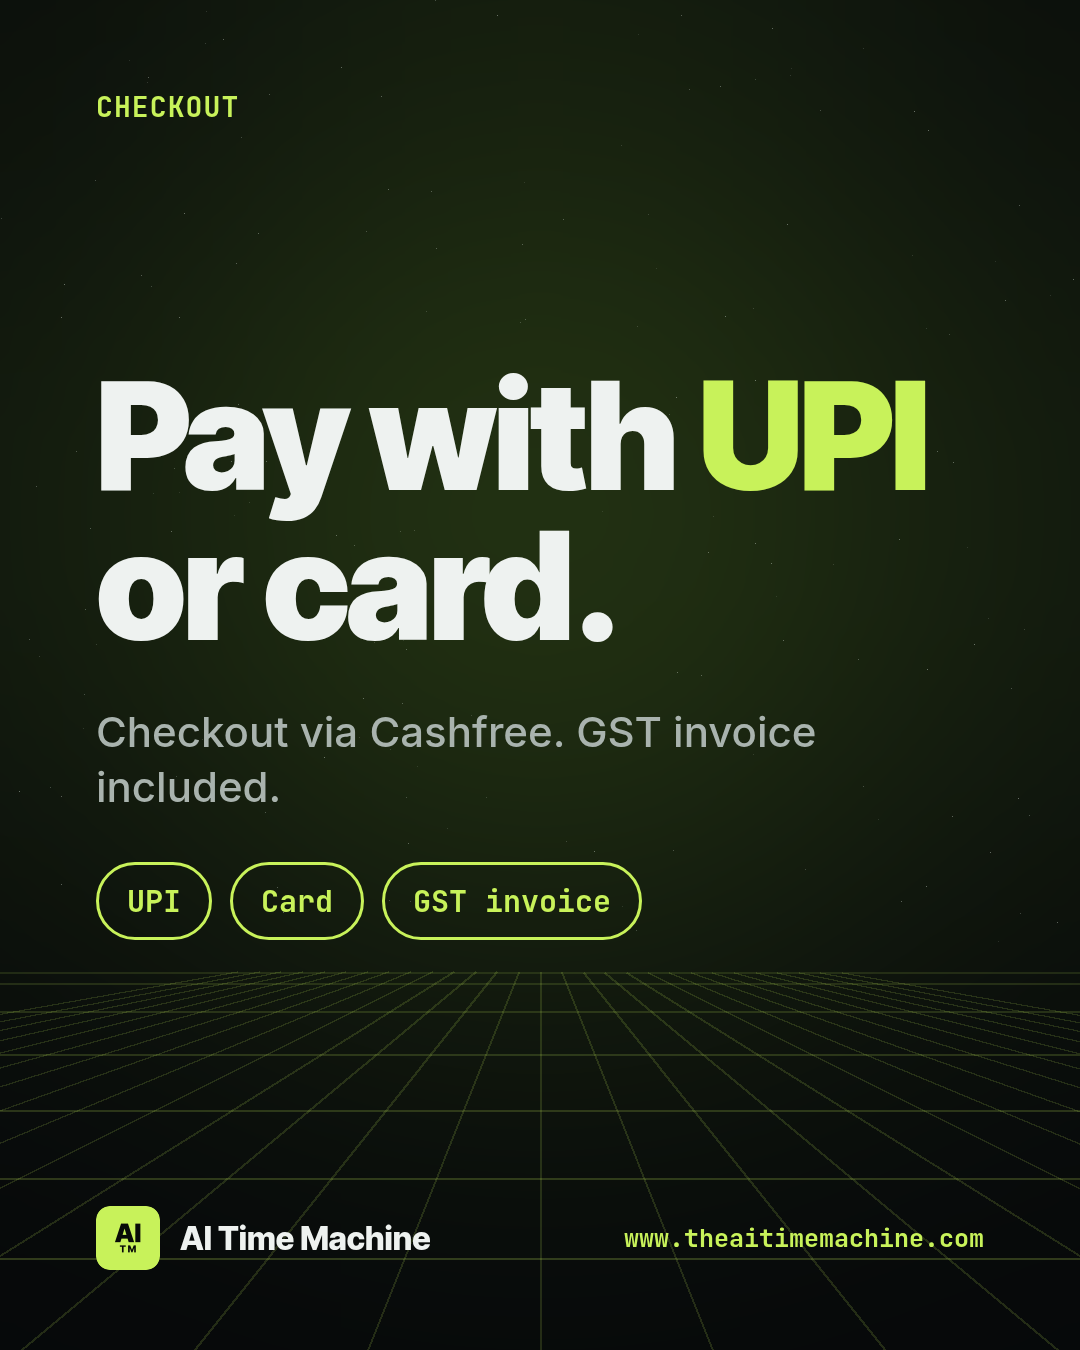 CHECKOUT
Pay with UPI
or card.
Checkout via Cashfree. GST invoice
included.
UPI Card GST invoice
AI
TM
AI Time Machine
www.theaitimemachine.com